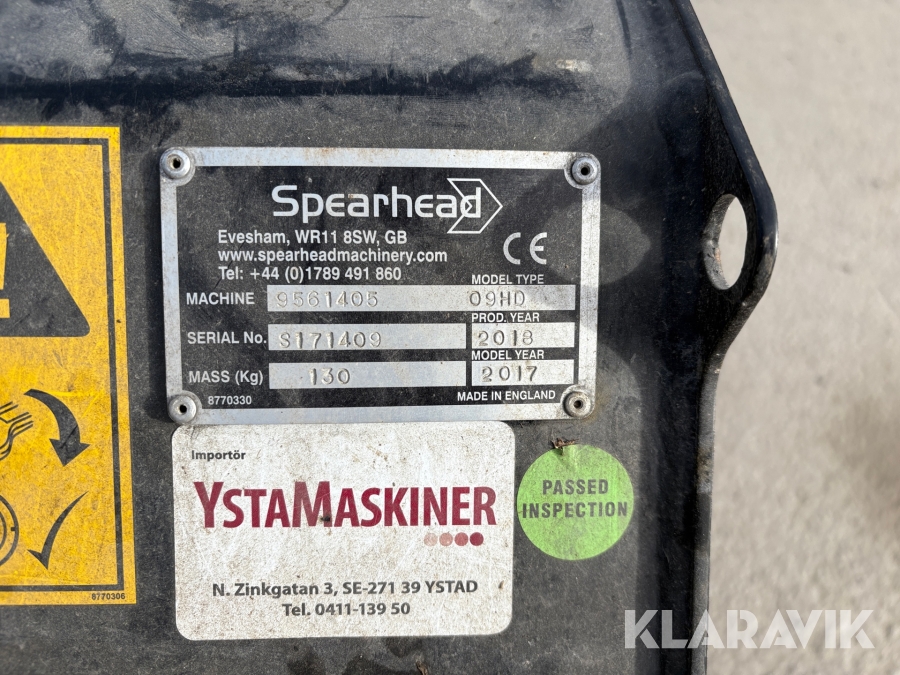 Spearhead
Evesham, WR11 8SW, GB
www.spearheadmachinery.com
Tel: +44 (0)1789 491 860
CE
MODEL TYPE
MACHINE 9561405 09HD
PROD. YEAR
SERIAL No. S171409 2018
MODEL YEAR
MASS (Kg) 130 2017
8770330 MADE IN ENGLAND
Importör
YSTAMASKINER
N. Zinkgatan 3, SE-271 39 YSTAD
Tel. 0411-139 50
PASSED
INSPECTION
!
8770306
KLARAVIK